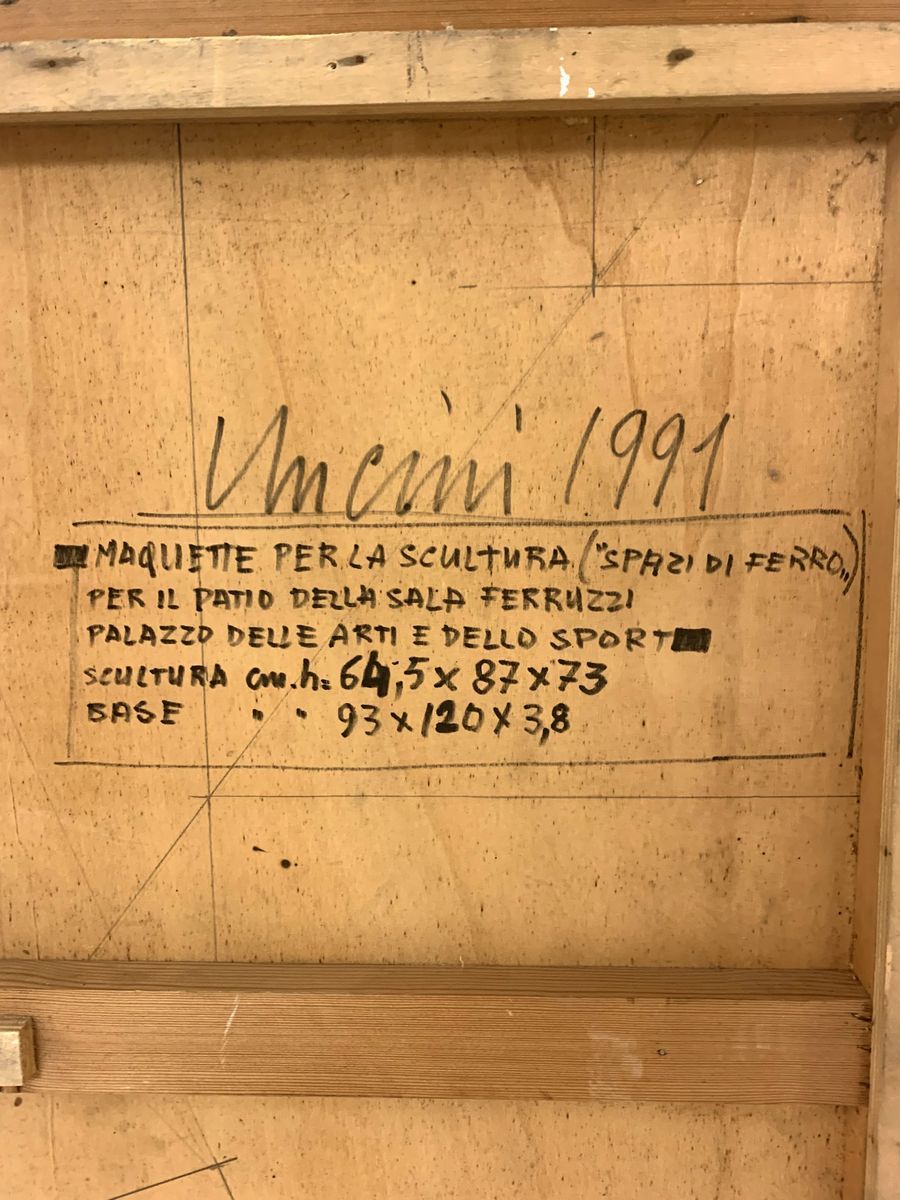 Uncini 1991
MAQUETTE PER LA SCULTURA ("SPAZI DI FERRO„)
PER IL PATIO DELLA SALA FERRUZZI
PALAZZO DELLE ARTI E DELLO SPORT
SCULTURA cm. h= 64,5 x 87 x 73
BASE " " 93 x 120 x 3,8